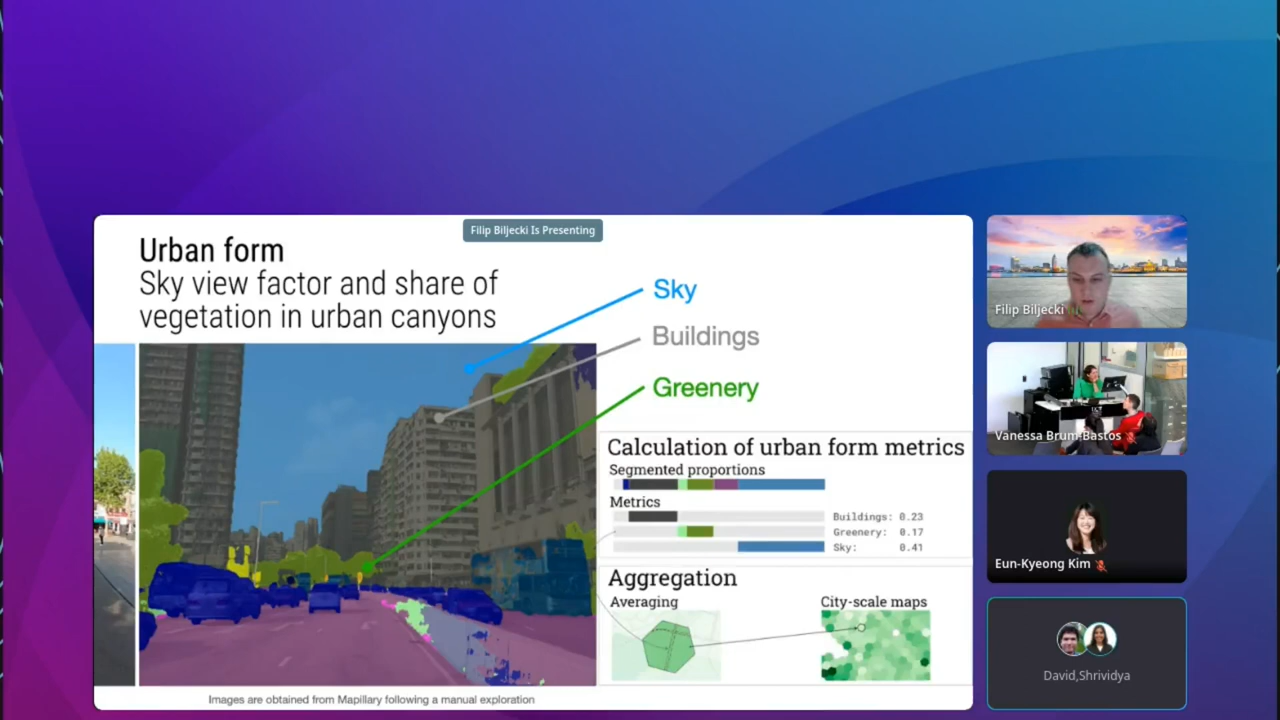 Filip Biljecki Is Presenting
Urban form
Sky view factor and share of
vegetation in urban canyons
Sky
Buildings
Greenery
Calculation of urban form metrics
Segmented proportions
Metrics
Buildings: 0.23
Greenery: 0.17
Sky: 0.41
Aggregation
Averaging
City-scale maps
Images are obtained from Mapillary following a manual exploration
Filip Biljecki
Vanessa Brum-Bastos
Eun-Kyeong Kim
David,Shrividya